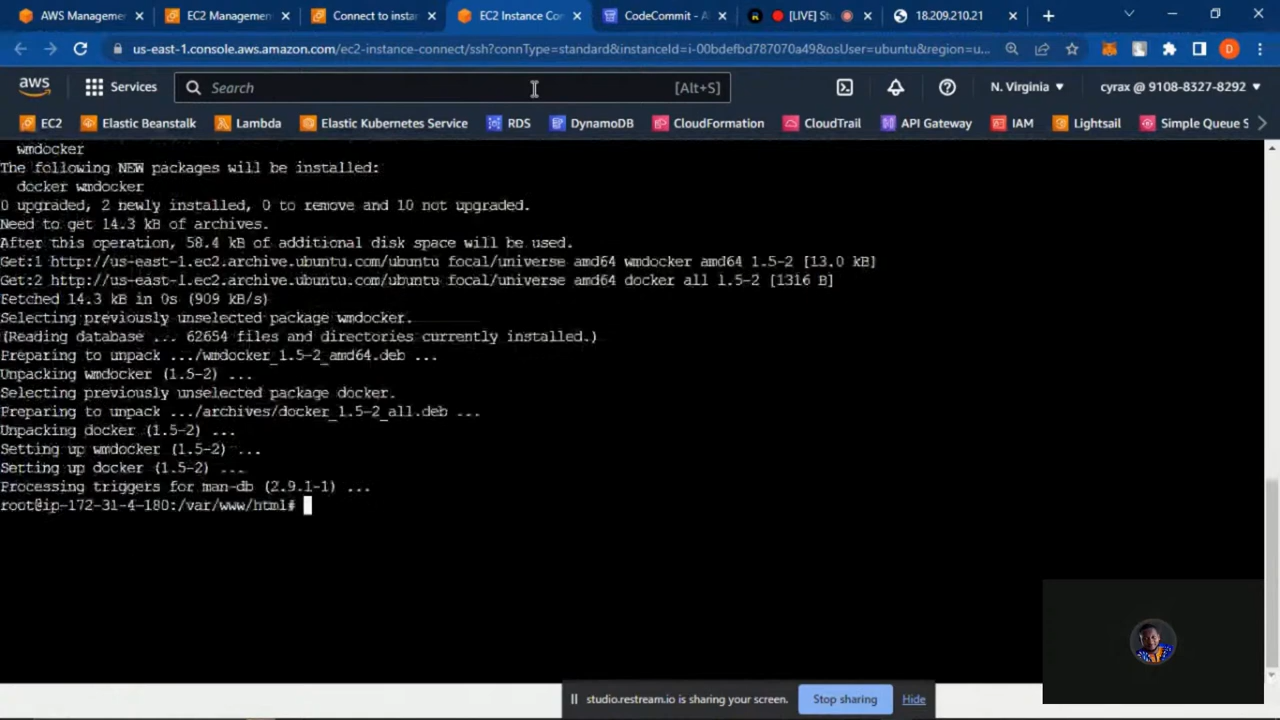 AWS Manageme
EC2 Managemen
Connect to instan
EC2 Instance Con
CodeCommit - A
[LIVE] Stu
18.209.210.21
us-east-1.console.aws.amazon.com/ec2-instance-connect/ssh?connType=standard&instanceId=i-00bdefbd787070a49&osUser=ubuntu&region=u...
D
aws
Services
Search
[Alt+S]
N. Virginia
cyrax @ 9108-8327-8292
EC2
Elastic Beanstalk
Lambda
Elastic Kubernetes Service
RDS
DynamoDB
CloudFormation
CloudTrail
API Gateway
IAM
Lightsail
Simple Queue S
wmdocker
The following NEW packages will be installed:
docker wmdocker
0 upgraded, 2 newly installed, 0 to remove and 10 not upgraded.
Need to get 14.3 kB of archives.
After this operation, 58.4 kB of additional disk space will be used.
Get:1 http://us-east-1.ec2.archive.ubuntu.com/ubuntu focal/universe amd64 wmdocker amd64 1.5-2 [13.0 kB]
Get:2 http://us-east-1.ec2.archive.ubuntu.com/ubuntu focal/universe amd64 docker all 1.5-2 [1316 B]
Fetched 14.3 kB in 0s (909 kB/s)
Selecting previously unselected package wmdocker.
(Reading database ... 62654 files and directories currently installed.)
Preparing to unpack .../wmdocker_1.5-2_amd64.deb ...
Unpacking wmdocker (1.5-2) ...
Selecting previously unselected package docker.
Preparing to unpack .../archives/docker_1.5-2_all.deb ...
Unpacking docker (1.5-2) ...
Setting up wmdocker (1.5-2) ...
Setting up docker (1.5-2) ...
Processing triggers for man-db (2.9.1-1) ...
root@ip-172-31-4-180:/var/www/html#
studio.restream.io is sharing your screen.
Stop sharing
Hide